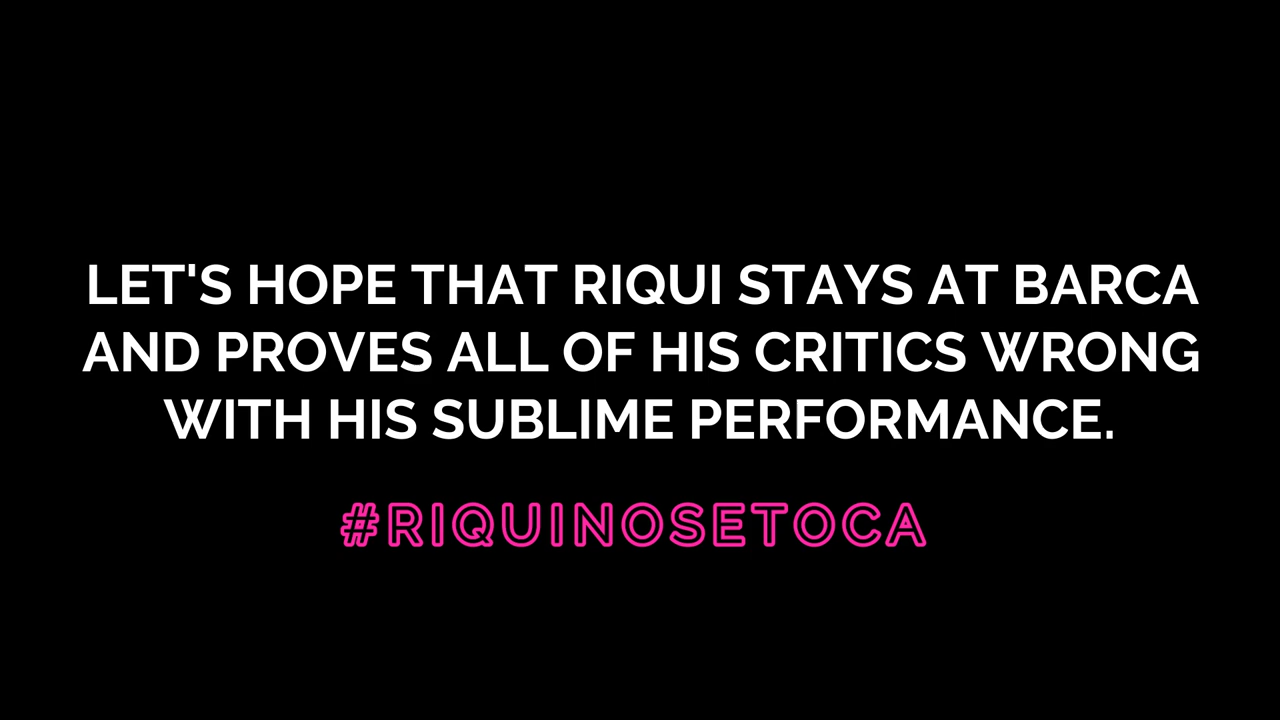 LET'S HOPE THAT RIQUI STAYS AT BARCA
AND PROVES ALL OF HIS CRITICS WRONG
WITH HIS SUBLIME PERFORMANCE.
#RIQUINOSETOCA